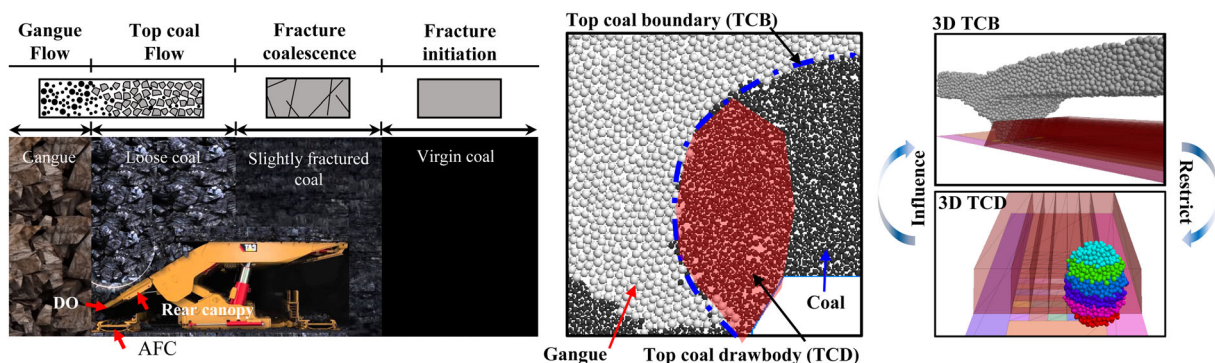 Gangue
Flow
Top coal
Flow
Fracture
coalescence
Fracture
initiation
Gangue
Loose coal
Slightly fractured
coal
Virgin coal
DO
Rear canopy
AFC
Top coal boundary (TCB)
Coal
Gangue
Top coal drawbody (TCD)
Influence
3D TCB
3D TCD
Restrict